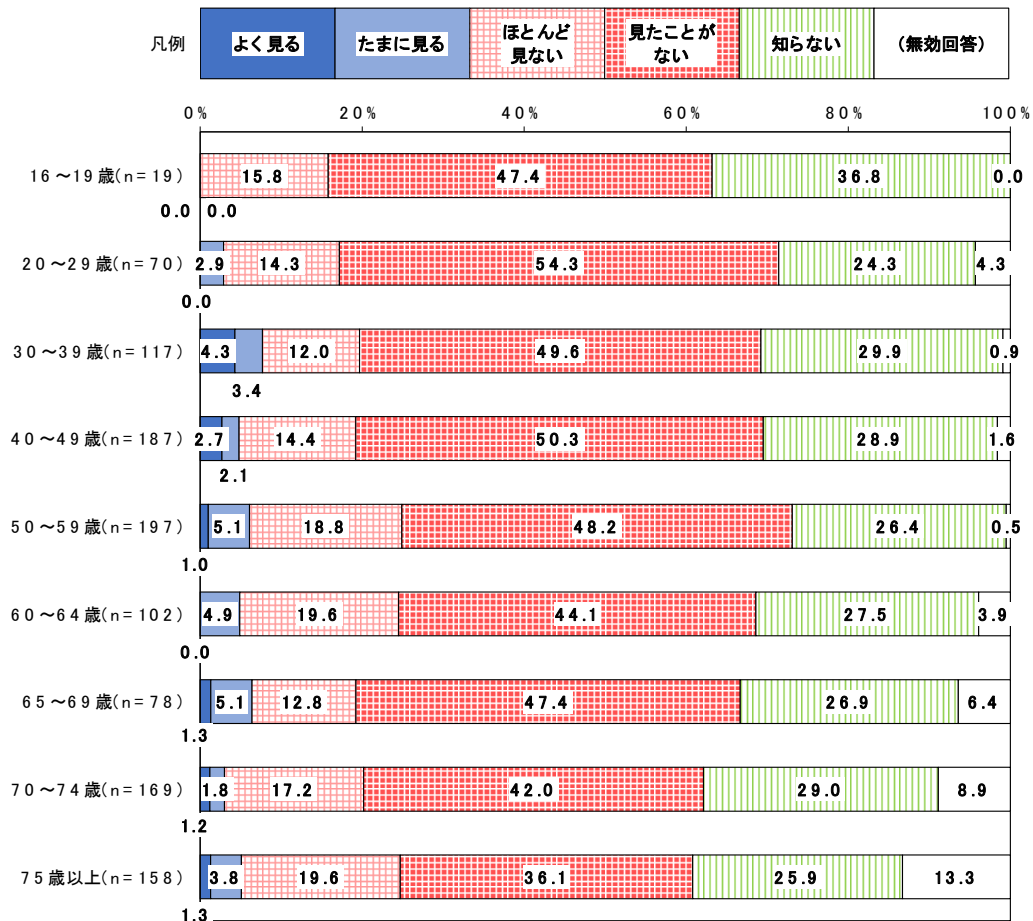 凡例
よく見る
たまに見る
ほとんど
見ない
見たことが
ない
知らない
(無効回答)
0% 20% 40% 60% 80% 100%
16～19歳(n=19) 15.8 47.4 36.8 0.0
0.0 0.0
20～29歳(n=70) 2.9 14.3 54.3 24.3 4.3
0.0
30～39歳(n=117) 4.3 12.0 49.6 29.9 0.9
3.4
40～49歳(n=187) 2.7 14.4 50.3 28.9 1.6
2.1
50～59歳(n=197) 5.1 18.8 48.2 26.4 0.5
1.0
60～64歳(n=102) 4.9 19.6 44.1 27.5 3.9
0.0
65～69歳(n=78) 5.1 12.8 47.4 26.9 6.4
1.3
70～74歳(n=169) 1.8 17.2 42.0 29.0 8.9
1.2
75歳以上(n=158) 3.8 19.6 36.1 25.9 13.3
1.3